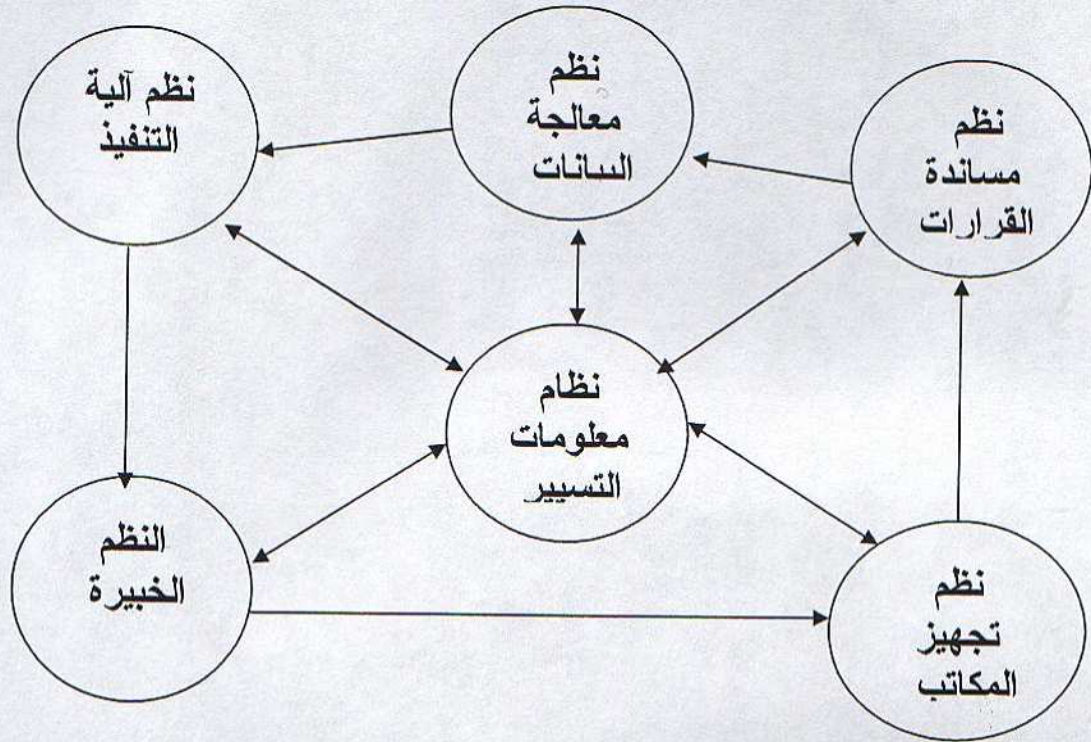 نظم
معالجة
السانات
نظم
مساندة
القرارات
نظم آلية
التنفيذ
نظام
معلومات
التسيير
النظم
الخبيرة
نظم
تجهيز
المكاتب